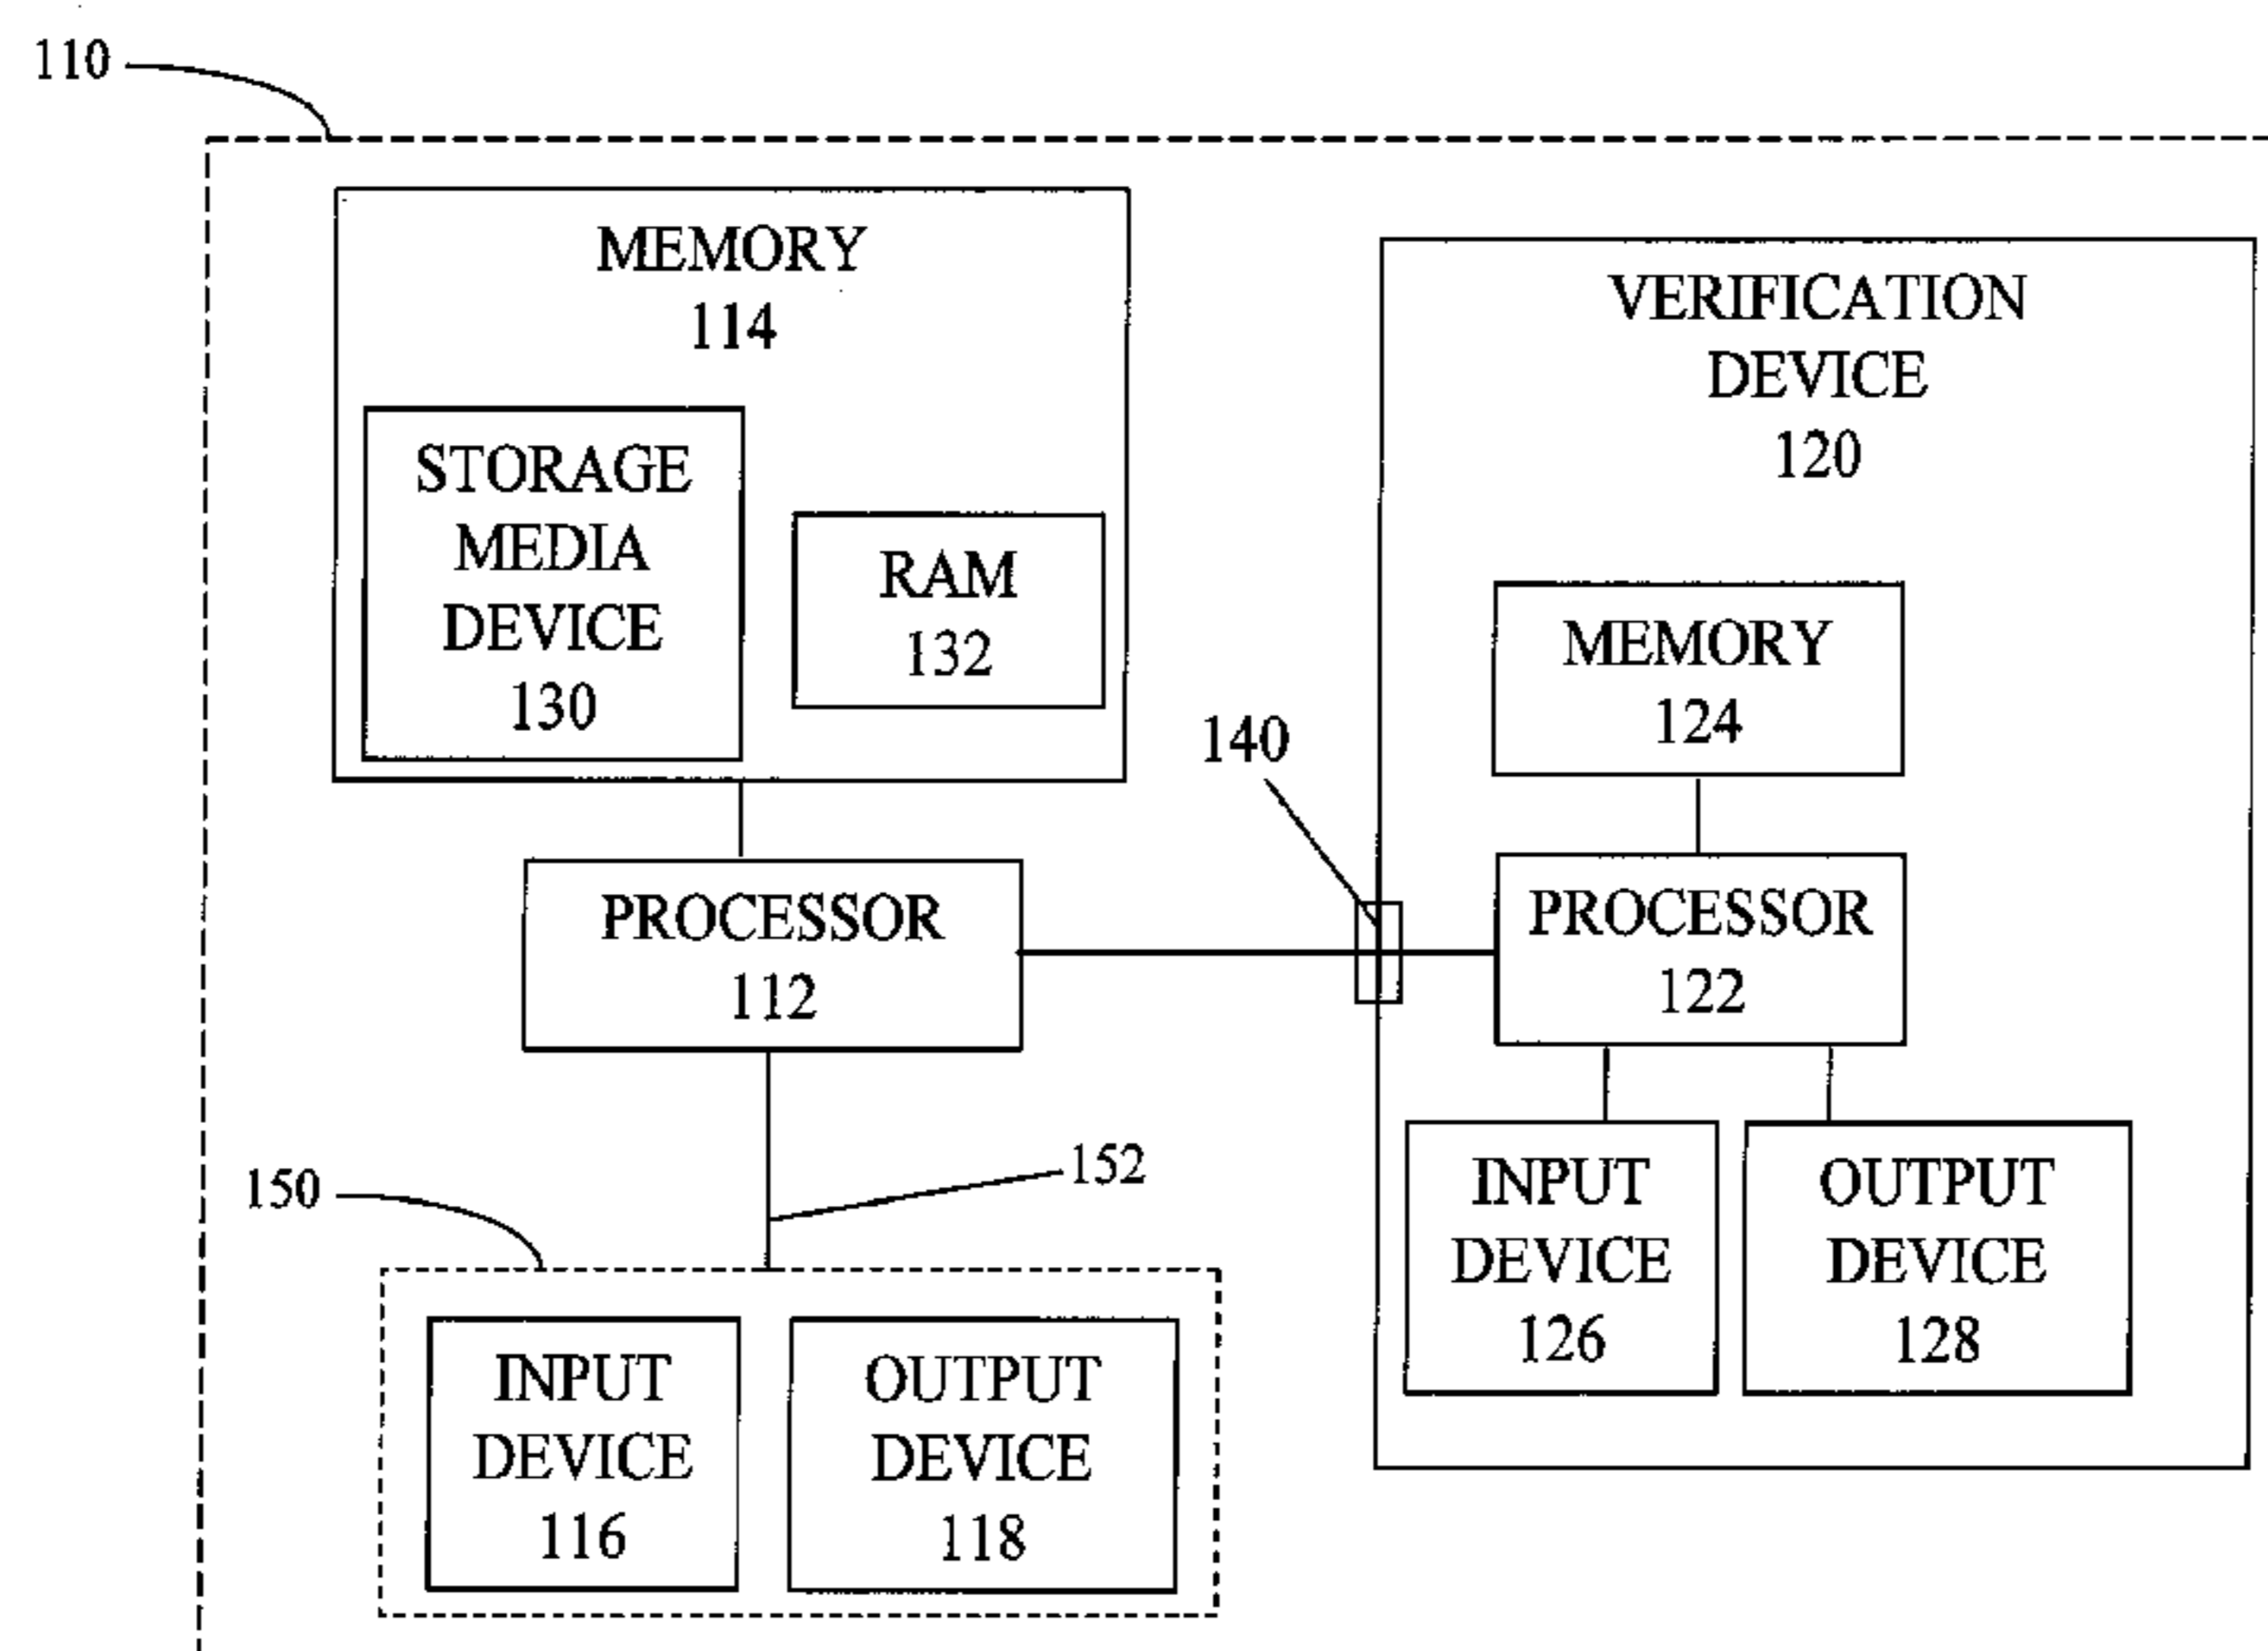 110
MEMORY
114
STORAGE
MEDIA
DEVICE
130
RAM
132
VERIFICATION
DEVICE
120
MEMORY
124
140
PROCESSOR
112
PROCESSOR
122
150
152
INPUT
DEVICE
126
OUTPUT
DEVICE
128
INPUT
DEVICE
116
OUTPUT
DEVICE
118